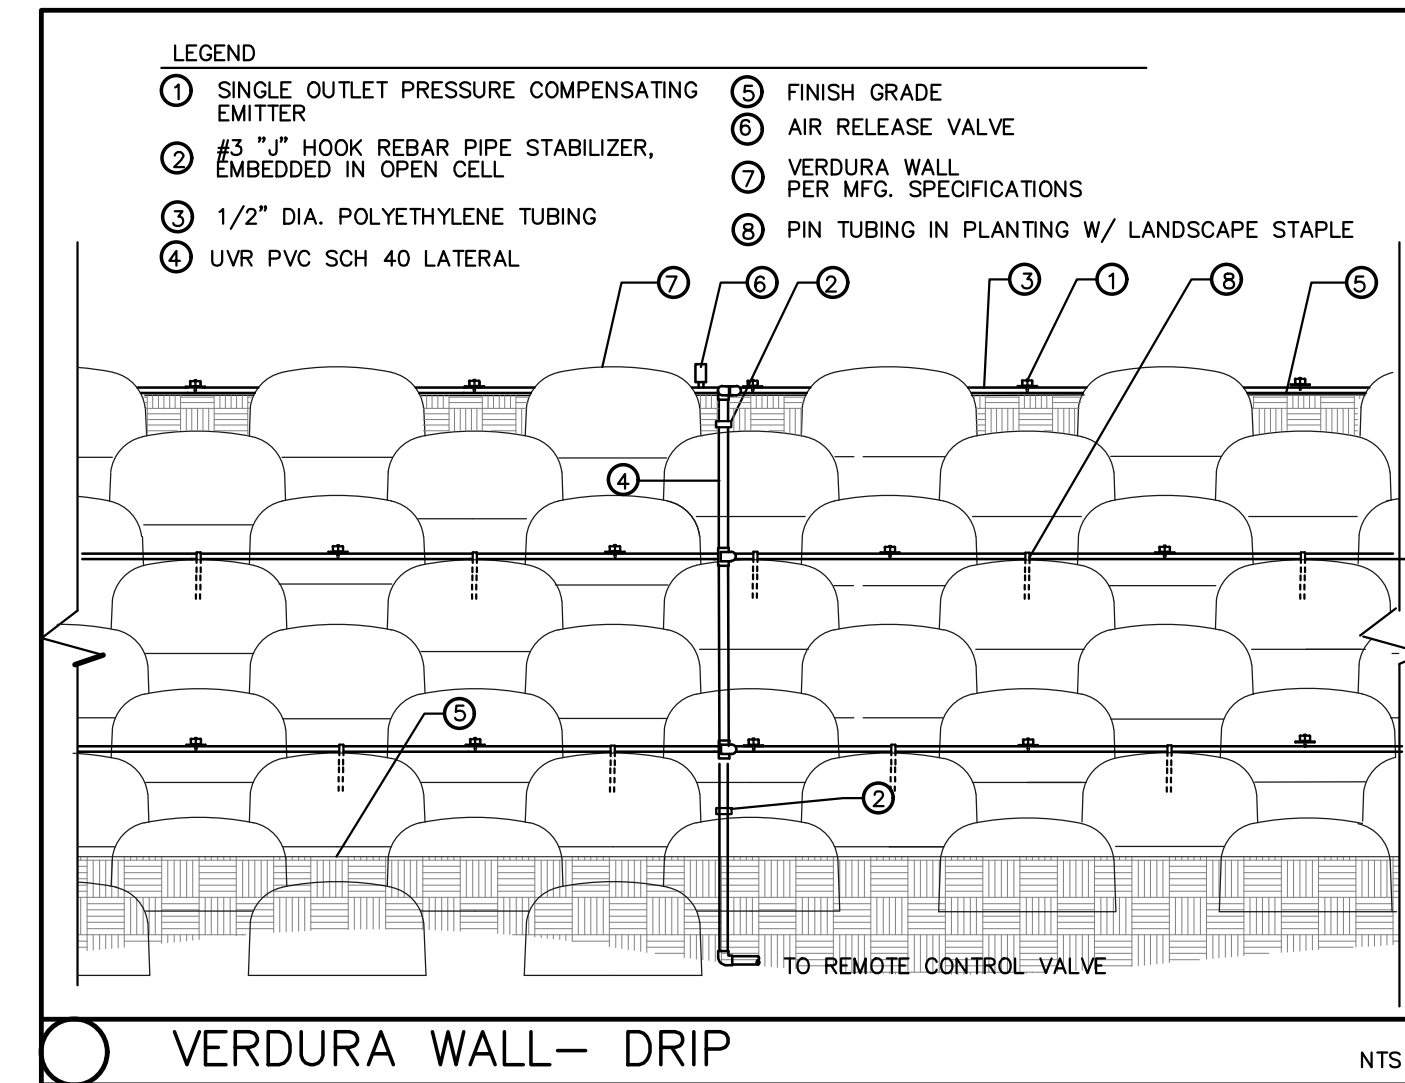 LEGEND
1 SINGLE OUTLET PRESSURE COMPENSATING
EMITTER
2 #3 "J" HOOK REBAR PIPE STABILIZER,
EMBEDDED IN OPEN CELL
3 1/2" DIA. POLYETHYLENE TUBING
4 UVR PVC SCH 40 LATERAL
5 FINISH GRADE
6 AIR RELEASE VALVE
7 VERDURA WALL
PER MFG. SPECIFICATIONS
8 PIN TUBING IN PLANTING W/ LANDSCAPE STAPLE
7 6 2 3 1 8 5
4
5
2
TO REMOTE CONTROL VALVE
VERDURA WALL- DRIP
NTS